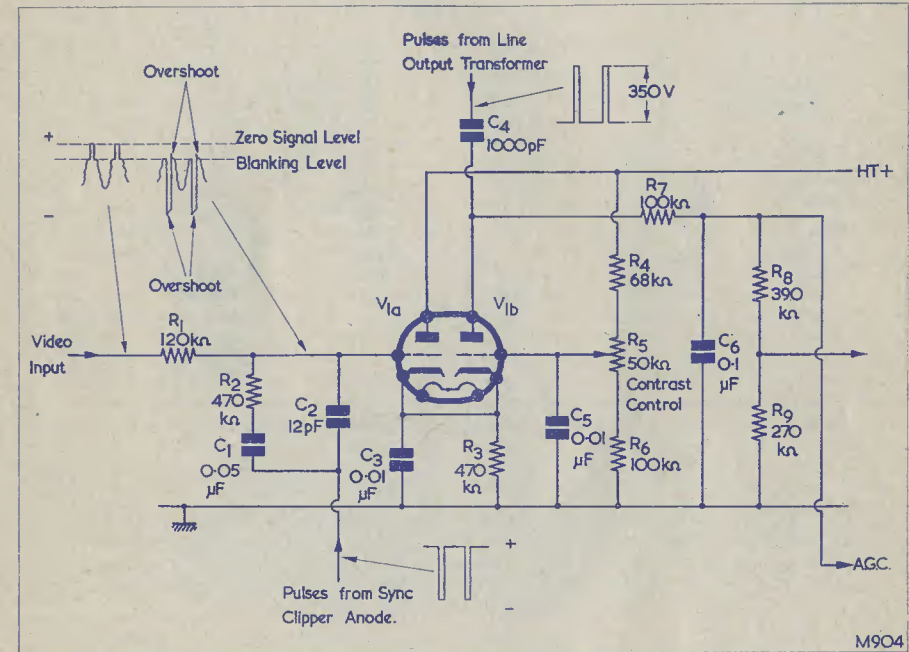 Pulses from Line
Output Transformer
Overshoot
350V
+
Zero Signal Level
Blanking Level
-
C4
1000pF
HT+
R7
100kΩ
R4
68kΩ
R8
390
kΩ
Overshoot
V1a
V1b
R1
120kΩ
Video
Input
R2
470
kΩ
C2
12pF
R5
50kΩ
Contrast
Control
C6
0·1
μF
C1
0·05
μF
C3
0·01
μF
R3
470
kΩ
C5
0·01
μF
R6
100kΩ
R9
270
kΩ
+
-
Pulses from Sync
Clipper Anode.
A.G.C.
M904